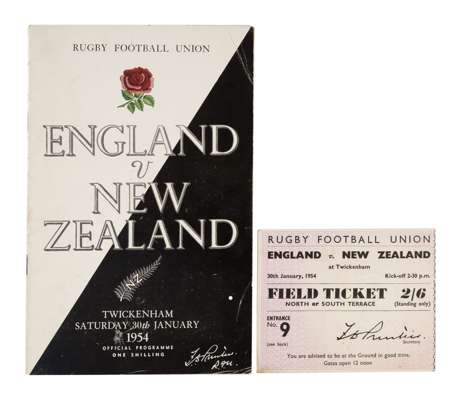 RUGBY FOOTBALL UNION
ENGLAND
v
NEW
ZEALAND
NZ
TWICKENHAM
SATURDAY 30th JANUARY
1954
OFFICIAL PROGRAMME
ONE SHILLING
RUGBY FOOTBALL UNION
ENGLAND v. NEW ZEALAND
at Twickenham
30th January, 1954 Kick-off 2-30 p.m.
FIELD TICKET 2/6
NORTH or SOUTH TERRACE (Standing only)
ENTRANCE
No. 9
(see back)
Secretary
You are advised to be at the Ground in good time.
Gates open 12 noon